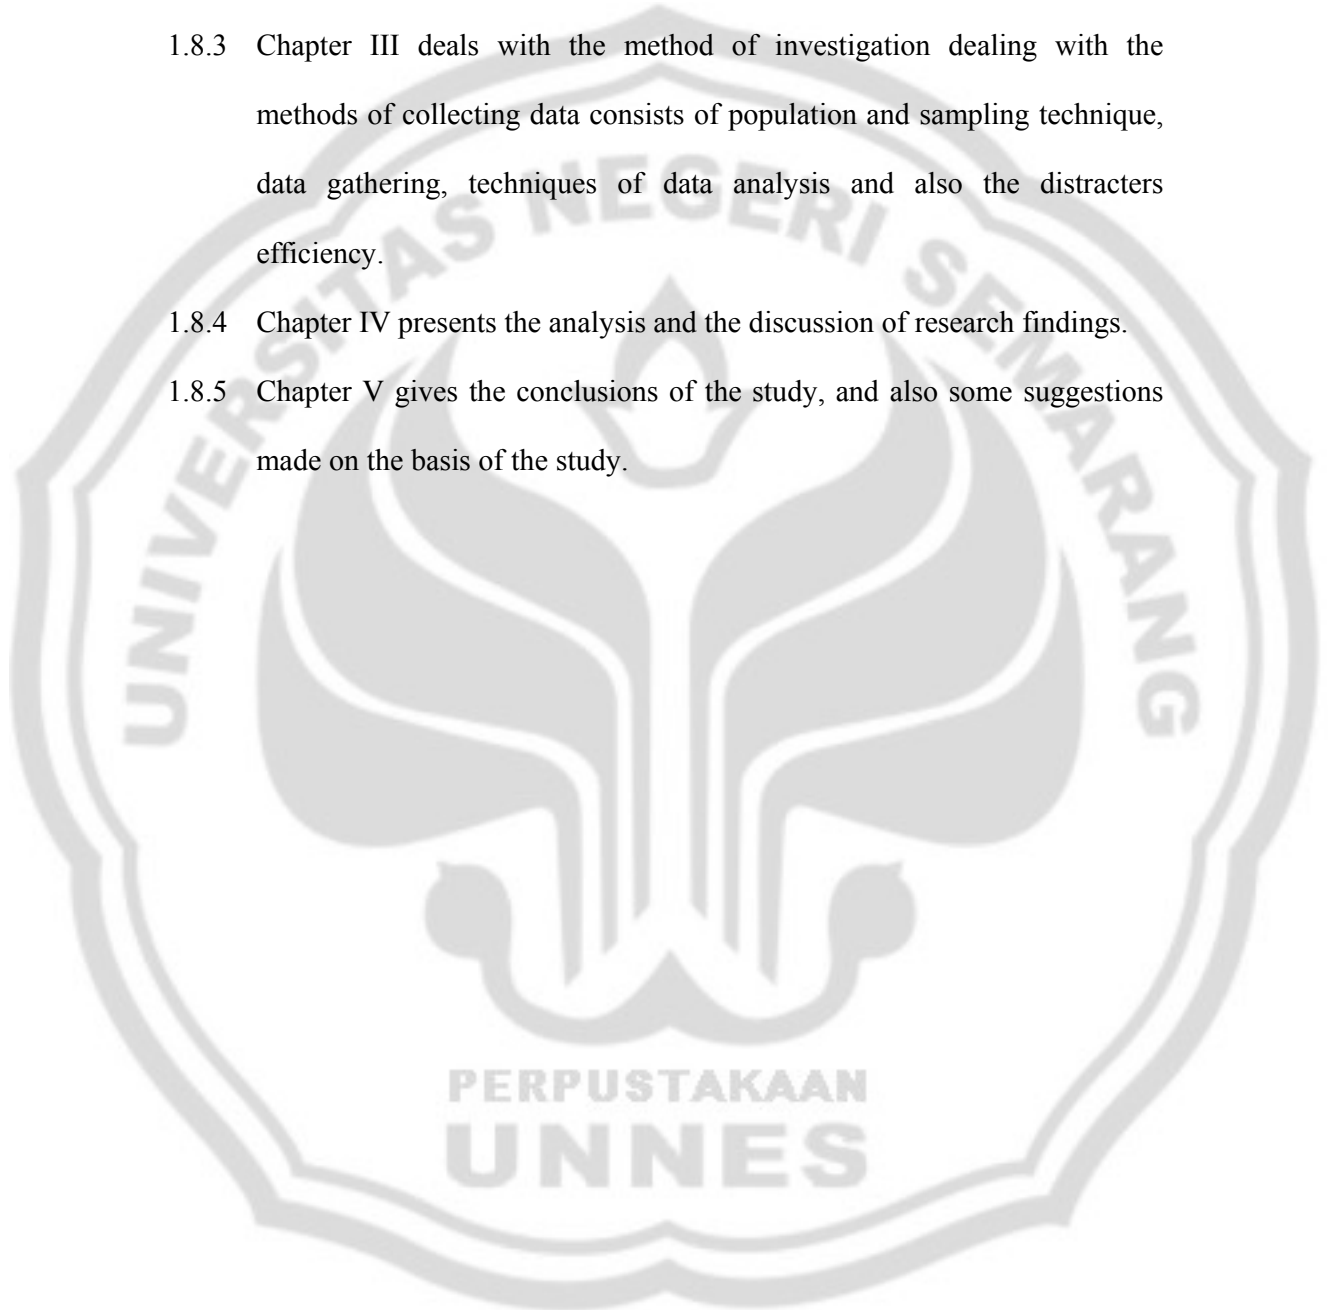 1.8.3 Chapter III deals with the method of investigation dealing with the
methods of collecting data consists of population and sampling technique,
data gathering, techniques of data analysis and also the distracters
efficiency.
1.8.4 Chapter IV presents the analysis and the discussion of research findings.
1.8.5 Chapter V gives the conclusions of the study, and also some suggestions
made on the basis of the study.
UNIVERSITAS NEGERI SEMARANG
PERPUSTAKAAN
UNNES